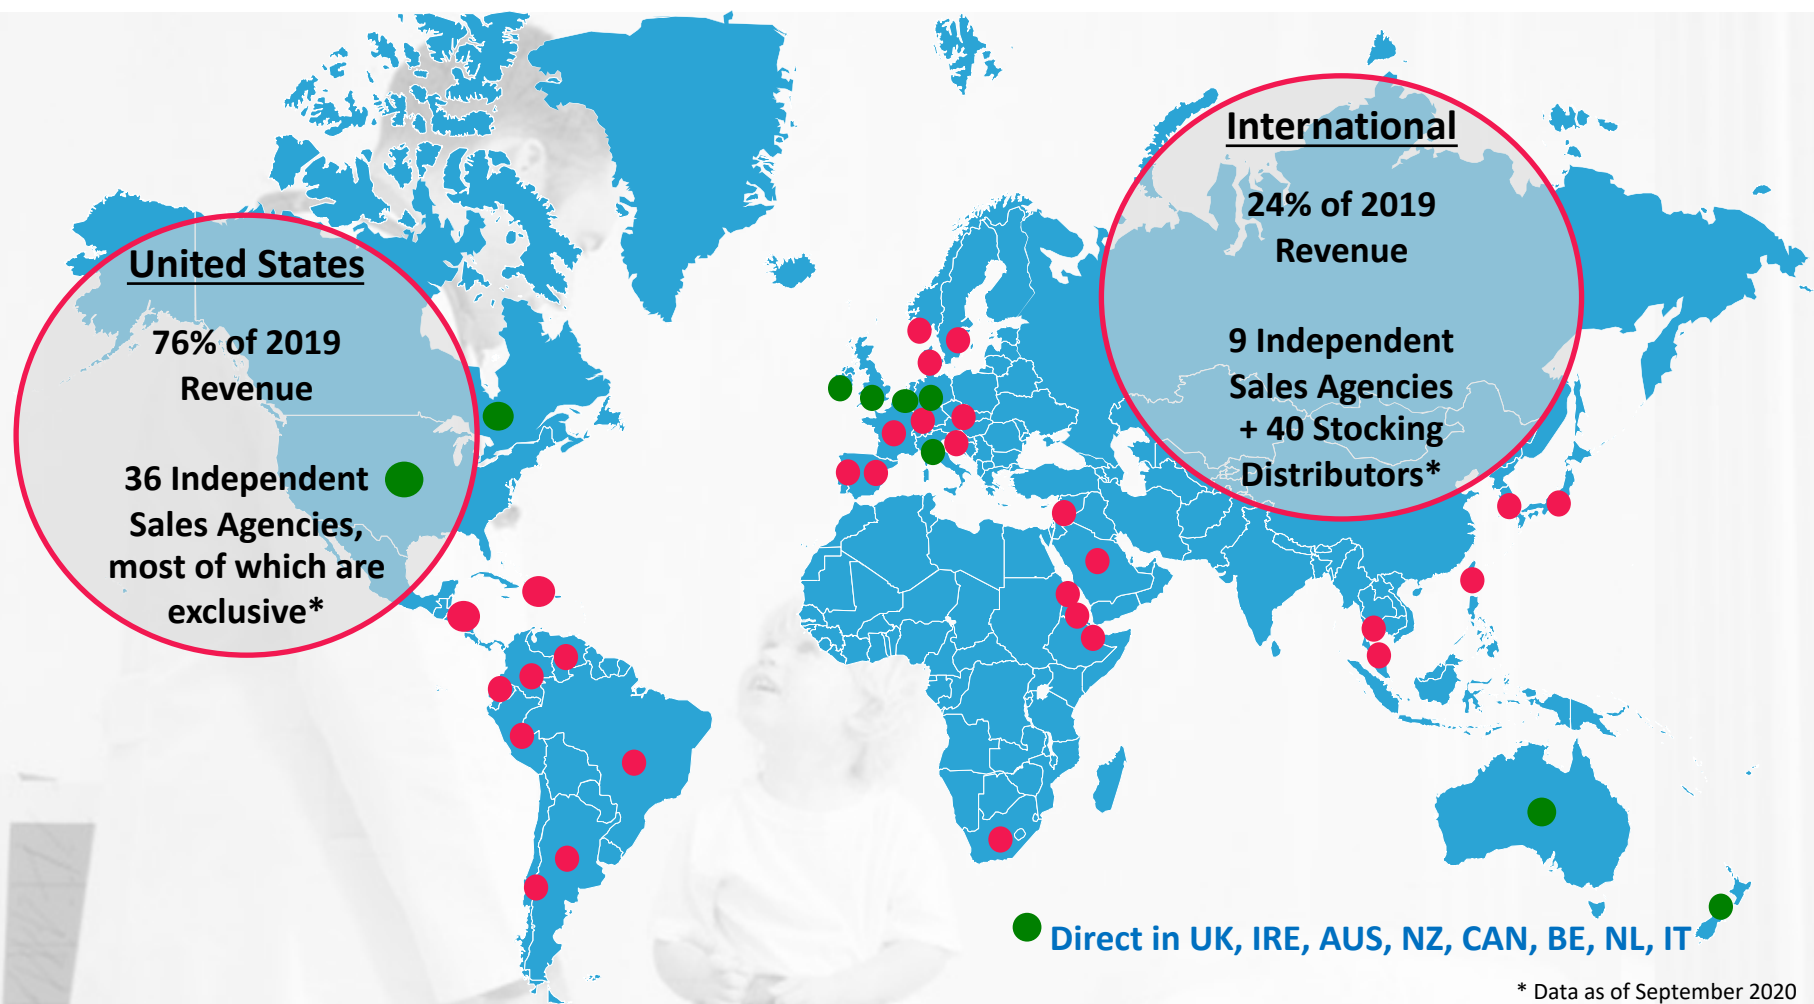 United States
76% of 2019
Revenue
36 Independent
Sales Agencies,
most of which are
exclusive*
International
24% of 2019
Revenue
9 Independent
Sales Agencies
+ 40 Stocking
Distributors*
Direct in UK, IRE, AUS, NZ, CAN, BE, NL, IT
* Data as of September 2020